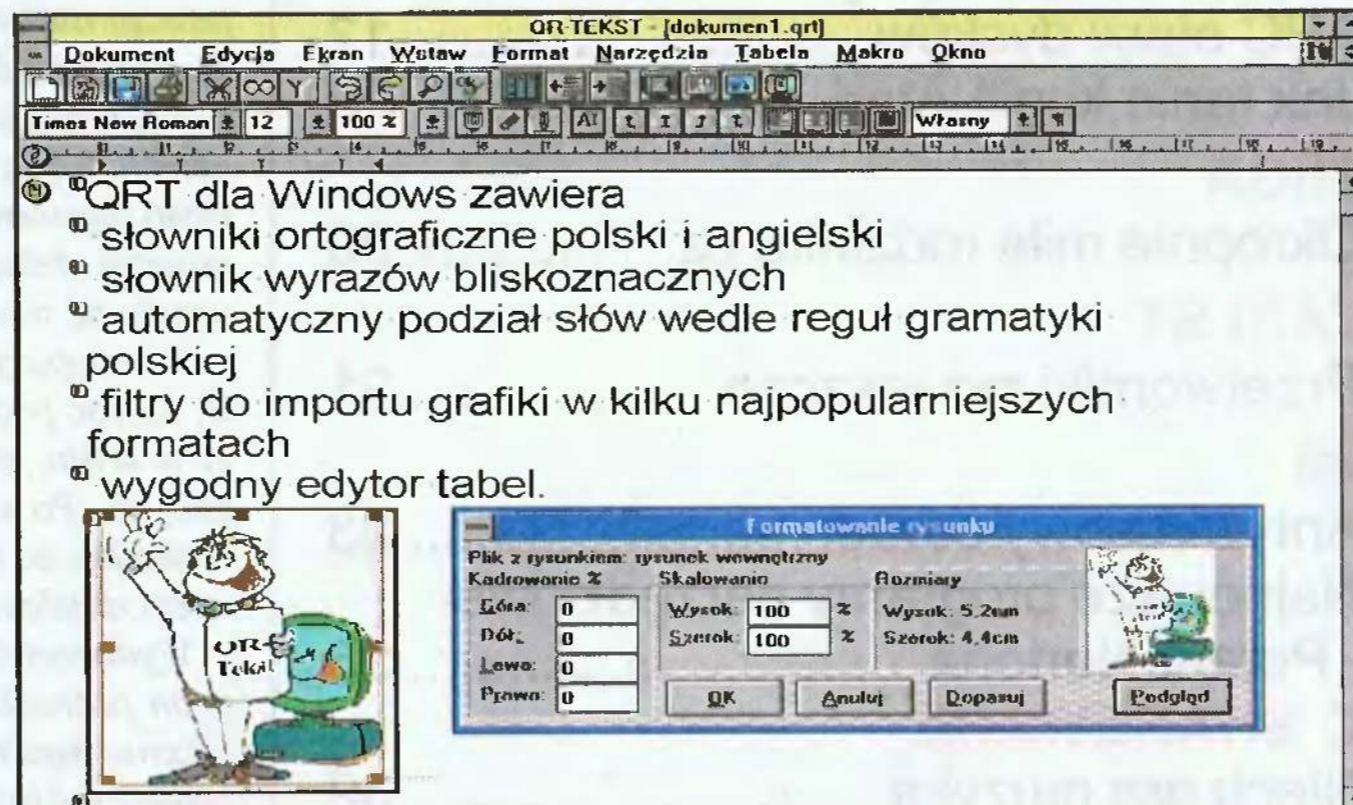 QR-TEKST - [dokumen1.qrt]
Dokument Edycja Ekran Wstaw Format Narzędzia Tabela Makro Okno
Times New Roman 12 100 % Własny
QRT dla Windows zawiera
słowniki ortograficzne polski i angielski
słownik wyrazów bliskoznacznych
automatyczny podział słów wedle reguł gramatyki
polskiej
filtry do importu grafiki w kilku najpopularniejszych
formatach
wygodny edytor tabel.
QR-
Tekst
Formatowanie rysunku
Plik z rysunkiem: rysunek wewnętrzny
Kadrowanie % Skalowanie Rozmiary
Góra: 0 Wysok: 100 % Wysok: 5,2cm
Dół: 0 Szerok: 100 % Szerok: 4,4cm
Lewo: 0
Prawo: 0 OK Anuluj Dopasuj Podgląd